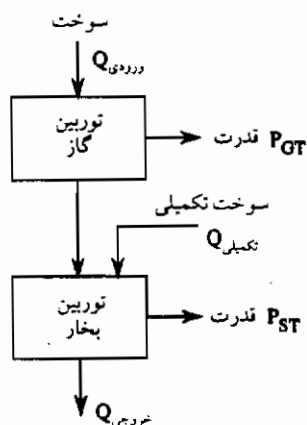 سوخت
Q ورودی
توربین
گاز
قدرت P_GT
سوخت تکمیلی
Q تکمیلی
توربین
بخار
قدرت P_ST
Q خروجی